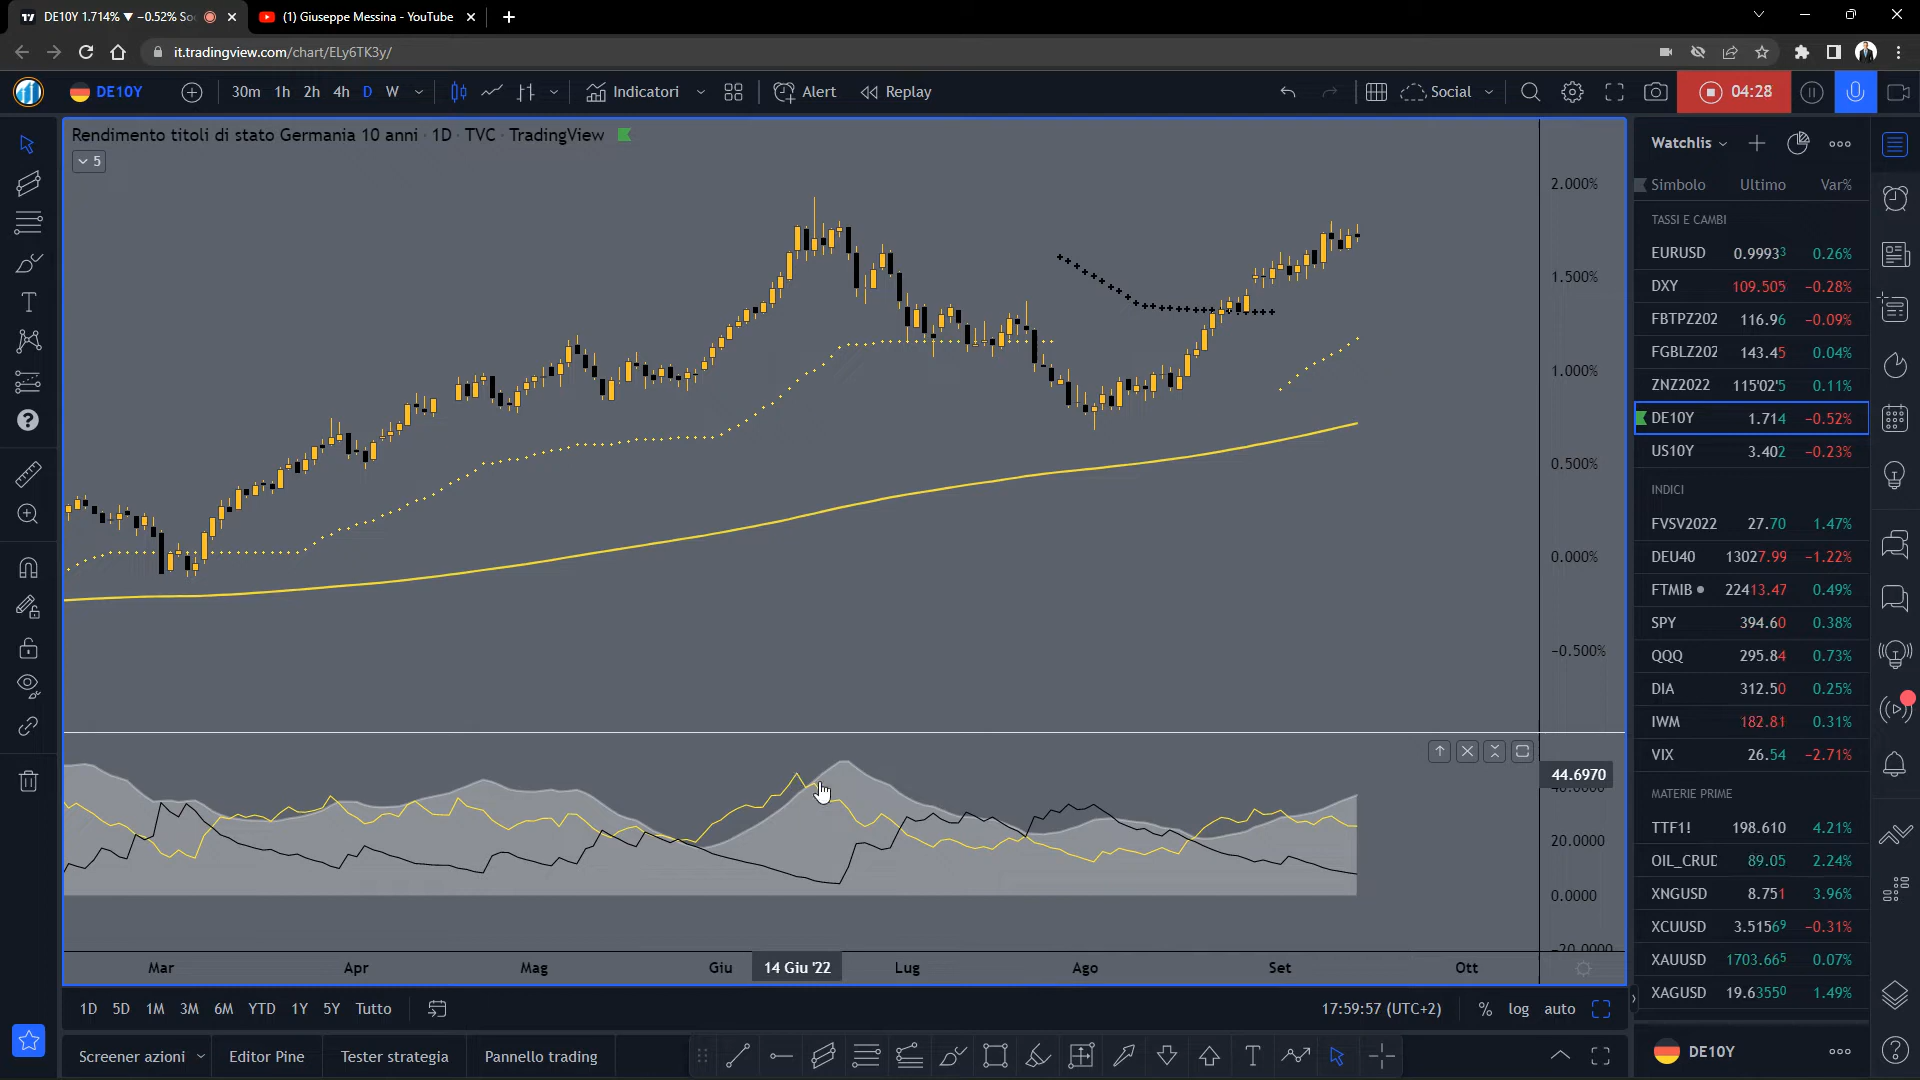 DE10Y 1.714% ▼ −0.52% So
(1) Giuseppe Messina - YouTube
it.tradingview.com/chart/ELy6TK3y/
DE10Y
30m 1h 2h 4h D W
Indicatori
Alert
Replay
Social
04:28
Rendimento titoli di stato Germania 10 anni · 1D · TVC · TradingView
5
2.000%
1.500%
1.000%
0.500%
0.000%
−0.500%
44.6970
20.0000
0.0000
−20.0000
Mar Apr Mag Giu 14 Giu '22 Lug Ago Set Ott
1D 5D 1M 3M 6M YTD 1Y 5Y Tutto
17:59:57 (UTC+2) % log auto
Screener azioni Editor Pine Tester strategia Pannello trading
Watchlis
Simbolo Ultimo Var%
TASSI E CAMBI
EURUSD 0.99933 0.26%
DXY 109.505 −0.28%
FBTPZ202 116.96 −0.09%
FGBLZ202 143.45 0.04%
ZNZ2022 115'02'5 0.11%
DE10Y 1.714 −0.52%
US10Y 3.402 −0.23%
INDICI
FVSV2022 27.70 1.47%
DEU40 13027.99 −1.22%
FTMIB 22413.47 0.49%
SPY 394.60 0.38%
QQQ 295.84 0.73%
DIA 312.50 0.25%
IWM 182.81 0.31%
VIX 26.54 −2.71%
MATERIE PRIME
TTF1! 198.610 4.21%
OIL_CRUD 89.05 2.24%
XNGUSD 8.751 3.96%
XCUUSD 3.51569 −0.31%
XAUUSD 1703.665 0.07%
XAGUSD 19.63550 1.49%
DE10Y